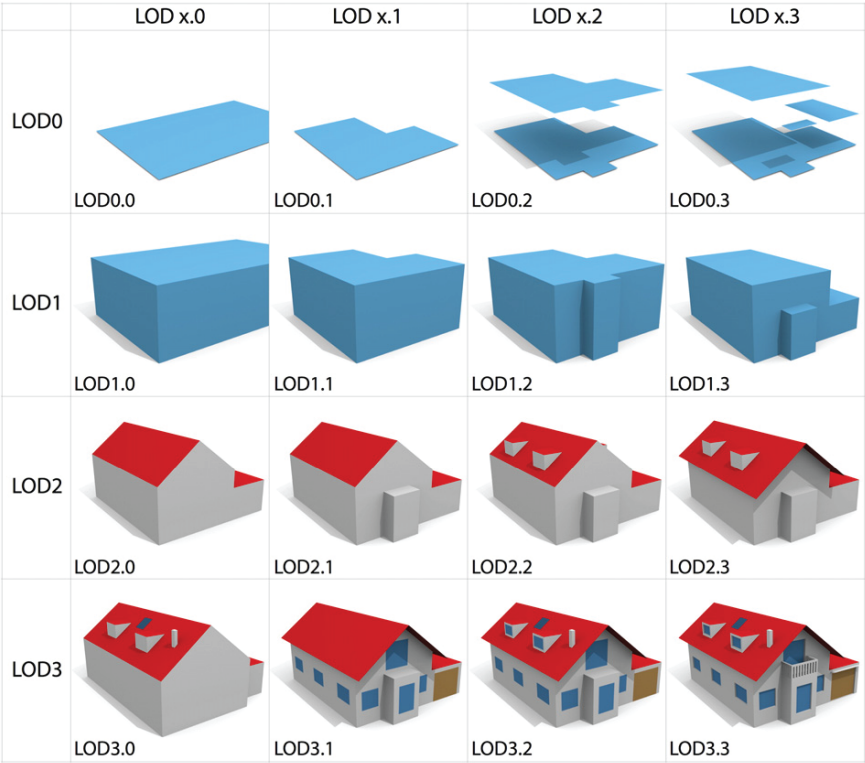 LOD x.0 LOD x.1 LOD x.2 LOD x.3
LOD0
LOD0.0 LOD0.1 LOD0.2 LOD0.3
LOD1
LOD1.0 LOD1.1 LOD1.2 LOD1.3
LOD2
LOD2.0 LOD2.1 LOD2.2 LOD2.3
LOD3
LOD3.0 LOD3.1 LOD3.2 LOD3.3